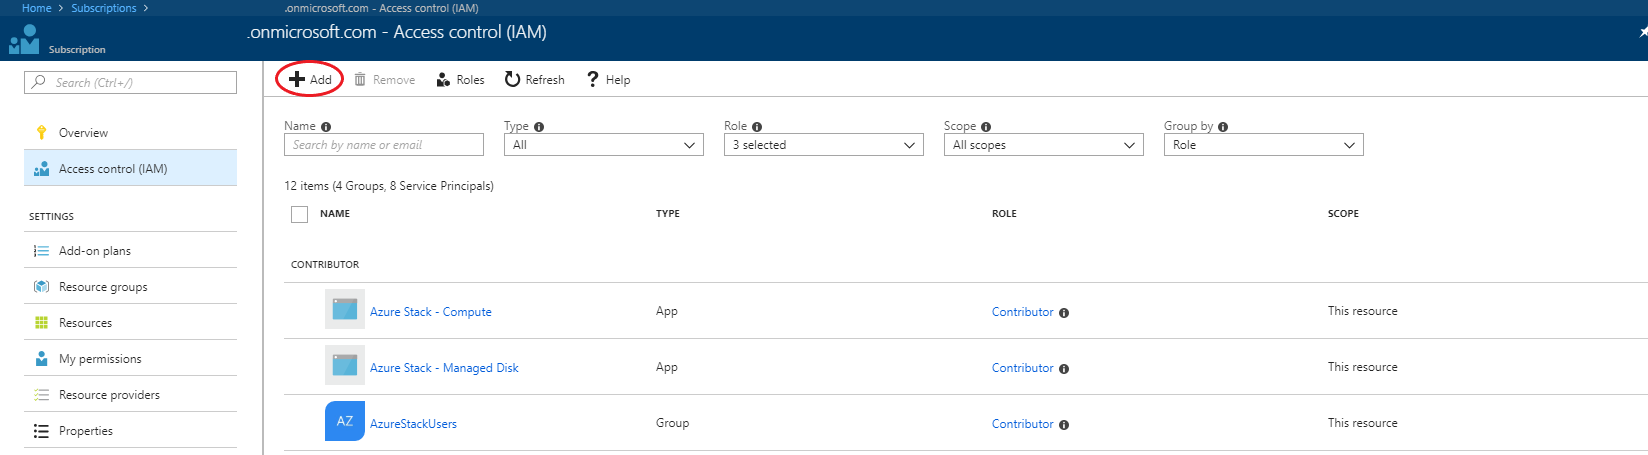 Home > Subscriptions > .onmicrosoft.com - Access control (IAM)
.onmicrosoft.com - Access control (IAM)
Subscription
Search (Ctrl+/)
Overview
Access control (IAM)
SETTINGS
Add-on plans
Resource groups
Resources
My permissions
Resource providers
Properties
Add Remove Roles Refresh ? Help
Name Type Role Scope Group by
Search by name or email All 3 selected All scopes Role
12 items (4 Groups, 8 Service Principals)
NAME TYPE ROLE SCOPE
CONTRIBUTOR
Azure Stack - Compute App Contributor This resource
Azure Stack - Managed Disk App Contributor This resource
AZ AzureStackUsers Group Contributor This resource